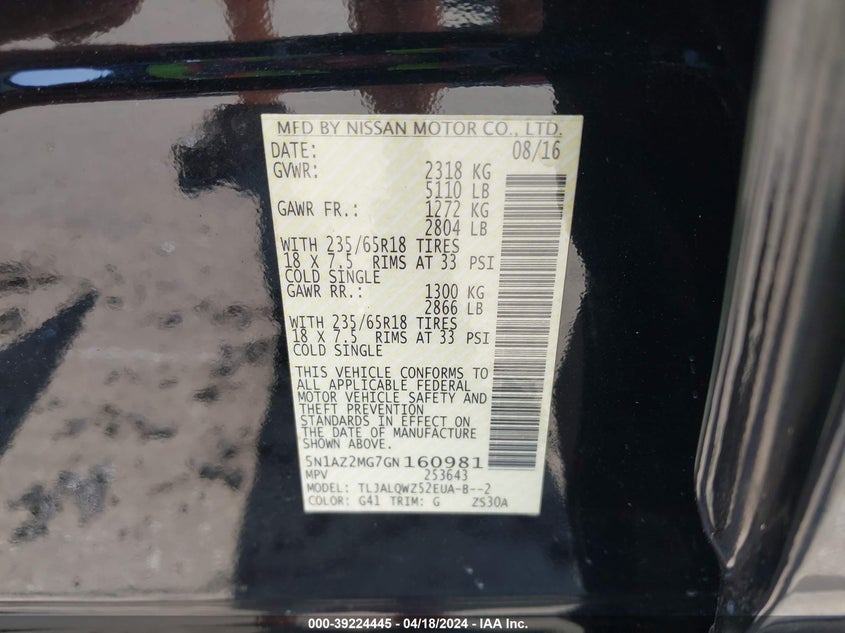 MFD BY NISSAN MOTOR CO., LTD.
DATE: 08/16
GVWR: 2318 KG
5110 LB
GAWR FR.: 1272 KG
2804 LB
WITH 235/65R18 TIRES
18 X 7.5 RIMS AT 33 PSI
COLD SINGLE
GAWR RR.: 1300 KG
2866 LB
WITH 235/65R18 TIRES
18 X 7.5 RIMS AT 33 PSI
COLD SINGLE
THIS VEHICLE CONFORMS TO
ALL APPLICABLE FEDERAL
MOTOR VEHICLE SAFETY AND
THEFT PREVENTION
STANDARDS IN EFFECT ON
THE DATE OF MANUFACTURE
SHOWN ABOVE.
5N1AZ2MG7GN160981
MPV 253643
MODEL: TLJALQWZ52EUA-B--2
COLOR: G41 TRIM: G ZS30A
000-39224445 - 04/18/2024 - IAA Inc.